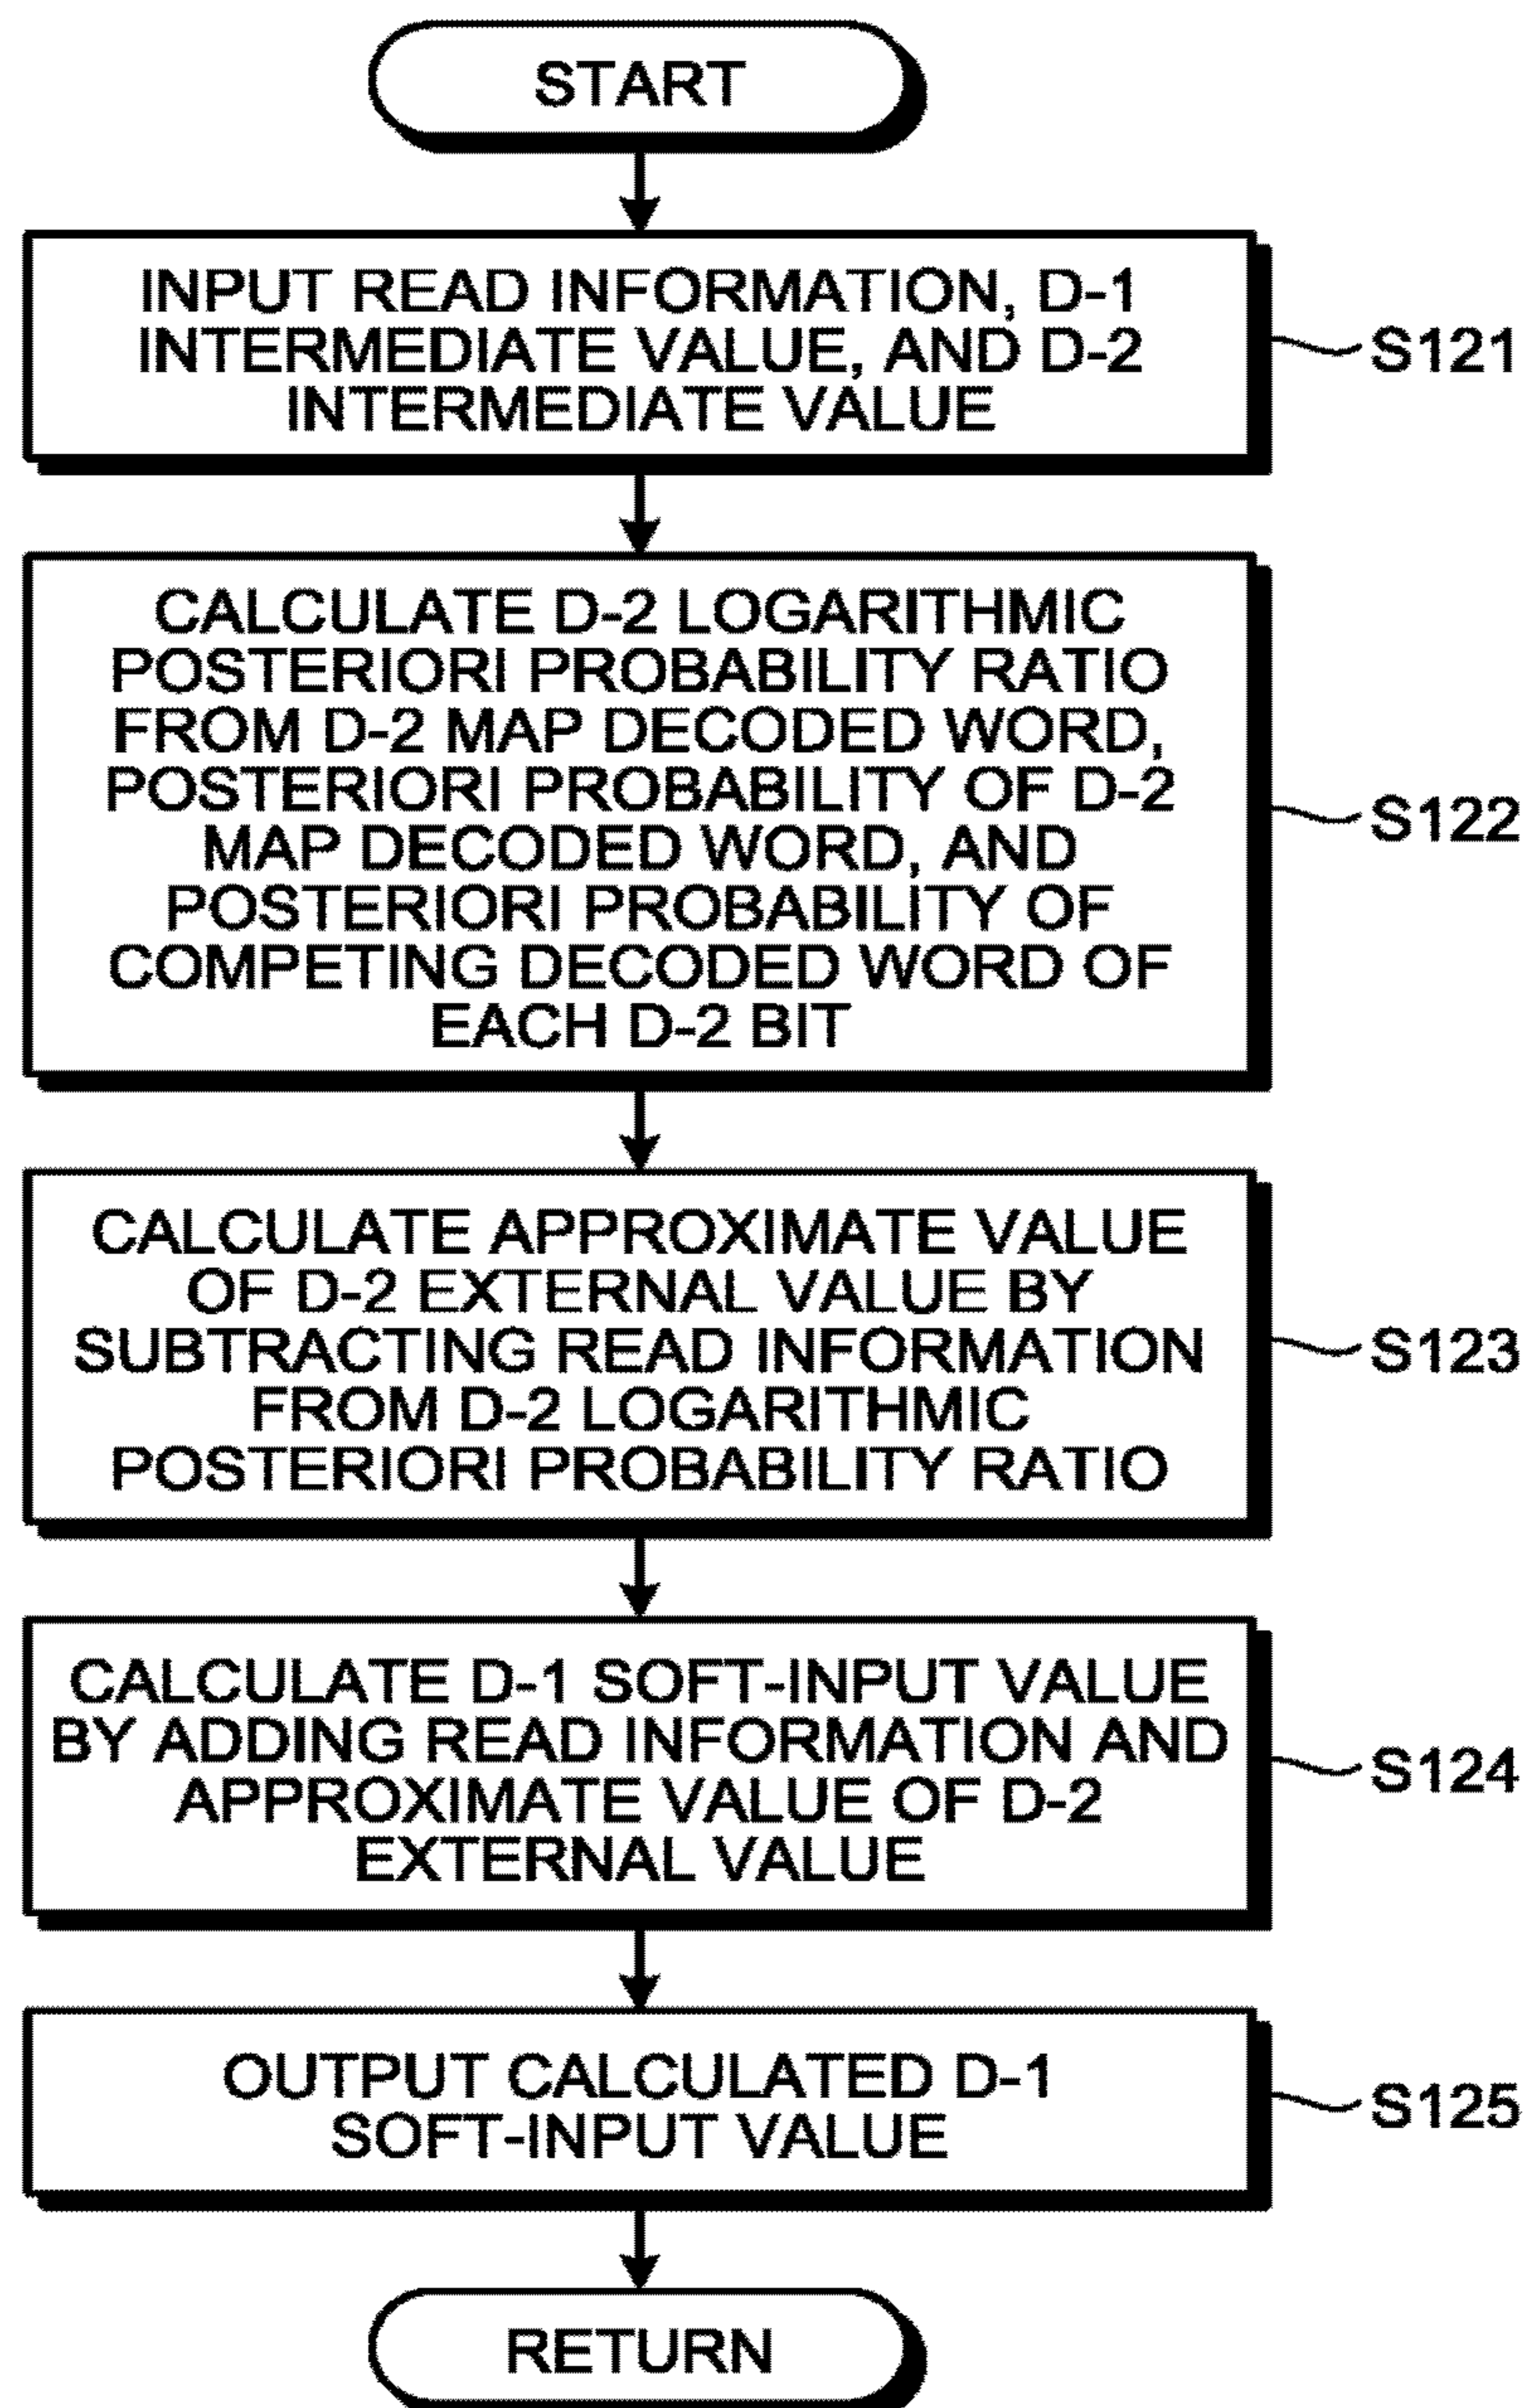 START
INPUT READ INFORMATION, D-1
INTERMEDIATE VALUE, AND D-2
INTERMEDIATE VALUE
S121
CALCULATE D-2 LOGARITHMIC
POSTERIORI PROBABILITY RATIO
FROM D-2 MAP DECODED WORD,
POSTERIORI PROBABILITY OF D-2
MAP DECODED WORD, AND
POSTERIORI PROBABILITY OF
COMPETING DECODED WORD OF
EACH D-2 BIT
S122
CALCULATE APPROXIMATE VALUE
OF D-2 EXTERNAL VALUE BY
SUBTRACTING READ INFORMATION
FROM D-2 LOGARITHMIC
POSTERIORI PROBABILITY RATIO
S123
CALCULATE D-1 SOFT-INPUT VALUE
BY ADDING READ INFORMATION AND
APPROXIMATE VALUE OF D-2
EXTERNAL VALUE
S124
OUTPUT CALCULATED D-1
SOFT-INPUT VALUE
S125
RETURN